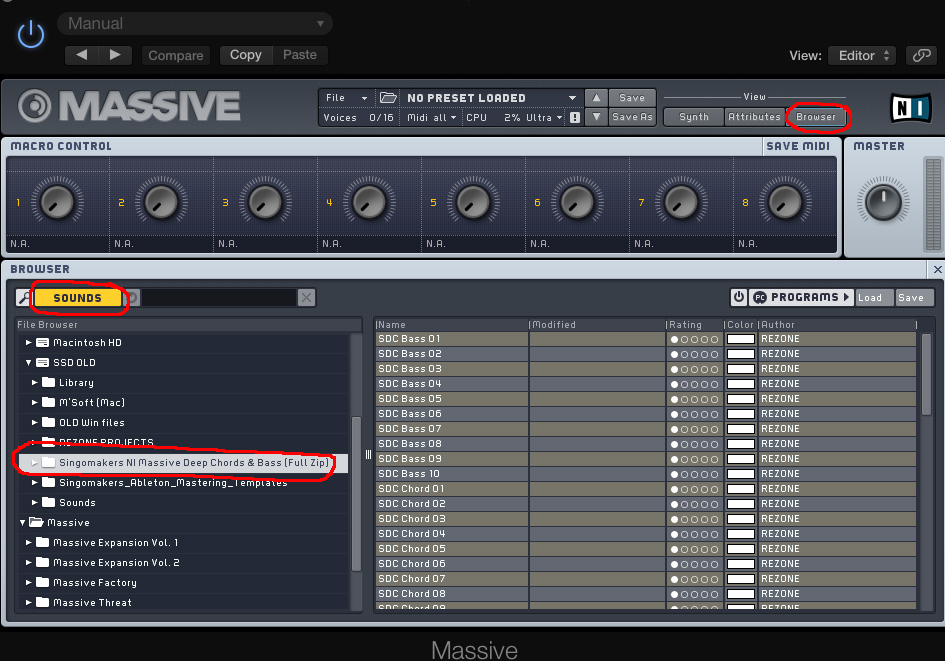 Manual
Compare Copy Paste View: Editor
MASSIVE File NO PRESET LOADED Save View
Voices 0/16 Midi all CPU 2% Ultra ! Save As Synth Attributes Browser NI
MACRO CONTROL SAVE MIDI MASTER
1 2 3 4 5 6 7 8
N.A. N.A. N.A. N.A. N.A. N.A. N.A. N.A.
BROWSER
SOUNDS PC PROGRAMS Load Save
File Browser
Macintosh HD
SSD OLD
Library
M'Soft (Mac)
OLD Win files
REZONE PROJECTS
Singomakers NI Massive Deep Chords & Bass (Full Zip)
Singomakers_Ableton_Mastering_Templates
Sounds
Massive
Massive Expansion Vol. 1
Massive Expansion Vol. 2
Massive Factory
Massive Threat
Name Modified Rating Color Author
SDC Bass 01 REZONE
SDC Bass 02 REZONE
SDC Bass 03 REZONE
SDC Bass 04 REZONE
SDC Bass 05 REZONE
SDC Bass 06 REZONE
SDC Bass 07 REZONE
SDC Bass 08 REZONE
SDC Bass 09 REZONE
SDC Bass 10 REZONE
SDC Chord 01 REZONE
SDC Chord 02 REZONE
SDC Chord 03 REZONE
SDC Chord 04 REZONE
SDC Chord 05 REZONE
SDC Chord 06 REZONE
SDC Chord 07 REZONE
SDC Chord 08 REZONE
SDC Chord 09 REZONE
Massive